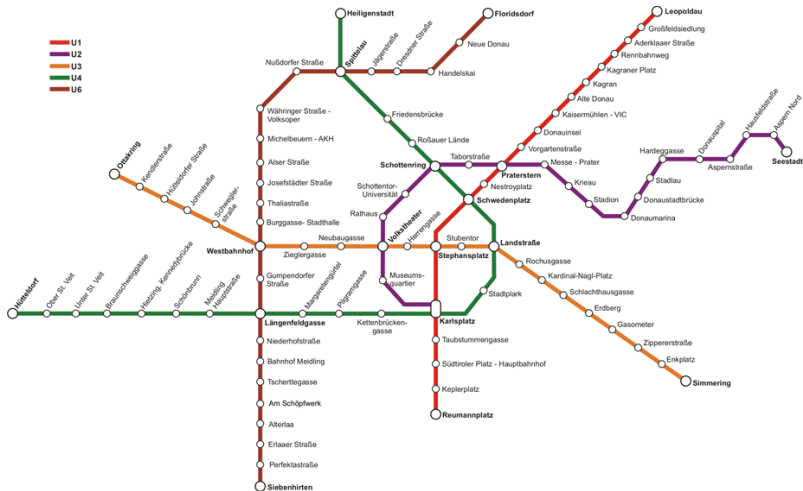 U1
U2
U3
U4
U6
Heiligenstadt
Floridsdorf
Leopoldau
Großfeldsiedlung
Aderklaaer Straße
Rennbahnweg
Kagraner Platz
Kagran
Alte Donau
Kaisermühlen - VIC
Donauinsel
Vorgartenstraße
Praterstern
Nestroyplatz
Schwedenplatz
Nußdorfer Straße
Spittelau
Jägerstraße
Dresdner Straße
Handelskai
Neue Donau
Friedensbrücke
Roßauer Lände
Schottenring
Taborstraße
Messe - Prater
Krieau
Stadion
Donaumarina
Donaustadtbrücke
Stadlau
Hardeggasse
Donauspital
Aspernstraße
Hausfeldstraße
Aspern Nord
Seestadt
Währinger Straße -
Volksoper
Michelbeuern - AKH
Alser Straße
Josefstädter Straße
Thaliastraße
Burggasse- Stadthalle
Ottakring
Kendlerstraße
Hütteldorfer Straße
Johnstraße
Schwegler-
straße
Westbahnhof
Zieglergasse
Neubaugasse
Volkstheater
Herrengasse
Stephansplatz
Stubentor
Landstraße
Rochusgasse
Kardinal-Nagl-Platz
Schlachthausgasse
Erdberg
Gasometer
Zippererstraße
Enkplatz
Simmering
Schottentor-
Universität
Rathaus
Museums-
quartier
Stadtpark
Karlsplatz
Hütteldorf
Ober St. Veit
Unter St. Veit
Braunschweiggasse
Hietzing, Kennedybrücke
Schönbrunn
Meidling
Hauptstraße
Gumpendorfer
Straße
Längenfeldgasse
Margaretengürtel
Pilgramgasse
Kettenbrücken-
gasse
Taubstummengasse
Südtiroler Platz - Hauptbahnhof
Keplerplatz
Reumannplatz
Niederhofstraße
Bahnhof Meidling
Tscherttegasse
Am Schöpfwerk
Alterlaa
Erlaaer Straße
Perfektastraße
Siebenhirten